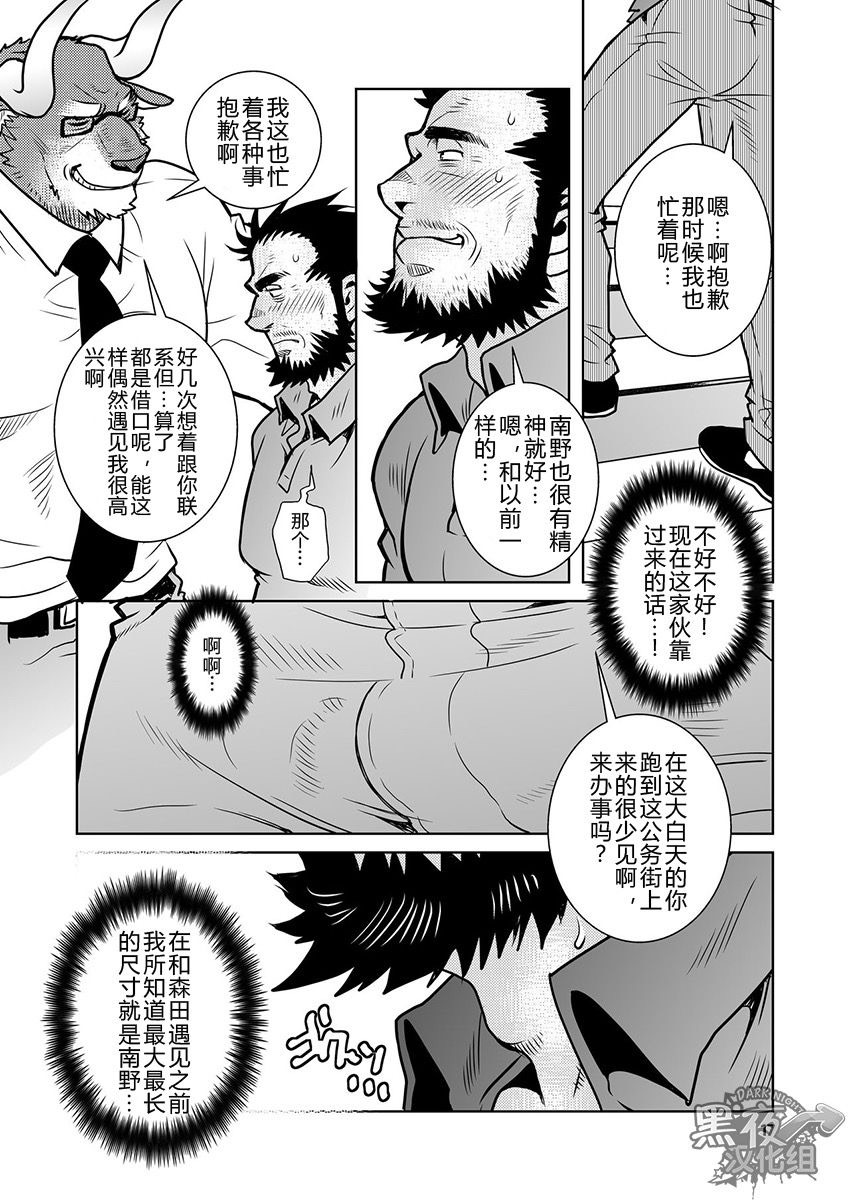 嗯…啊抱歉
那时候我也
忙着呢…
南野也很有精
神就好…
嗯，和以前一
样的…
我这也忙
着各种事
抱歉啊
好几次想着跟你联
系但…算了
都是借口呢，能这
样偶然遇见我很高
兴啊
那个…
不好不好！
现在这家伙靠
过来的话…！
啊啊…
在这大白天的你
跑到这公务街上
来的很少见啊，
来办事吗？
在和森田遇见之前
我所知道最大最长
的尺寸就是南野…
ゴクッ
DARK NIGHT
黑夜
汉化组